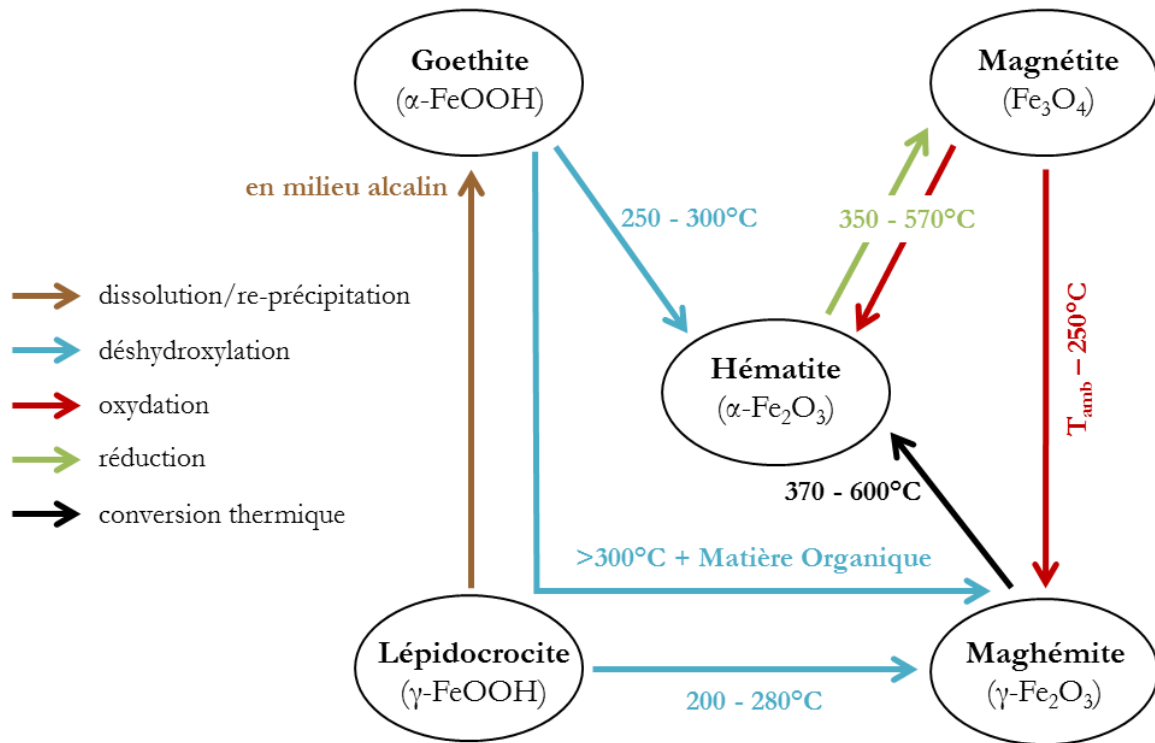 Goethite
(α-FeOOH)
Magnétite
(Fe₃O₄)
en milieu alcalin
250 - 300°C
350 - 570°C
dissolution/re-précipitation
déshydroxylation
oxydation
réduction
conversion thermique
Hématite
(α-Fe₂O₃)
T_amb – 250°C
370 - 600°C
>300°C + Matière Organique
Lépidocrocite
(γ-FeOOH)
200 - 280°C
Maghémite
(γ-Fe₂O₃)